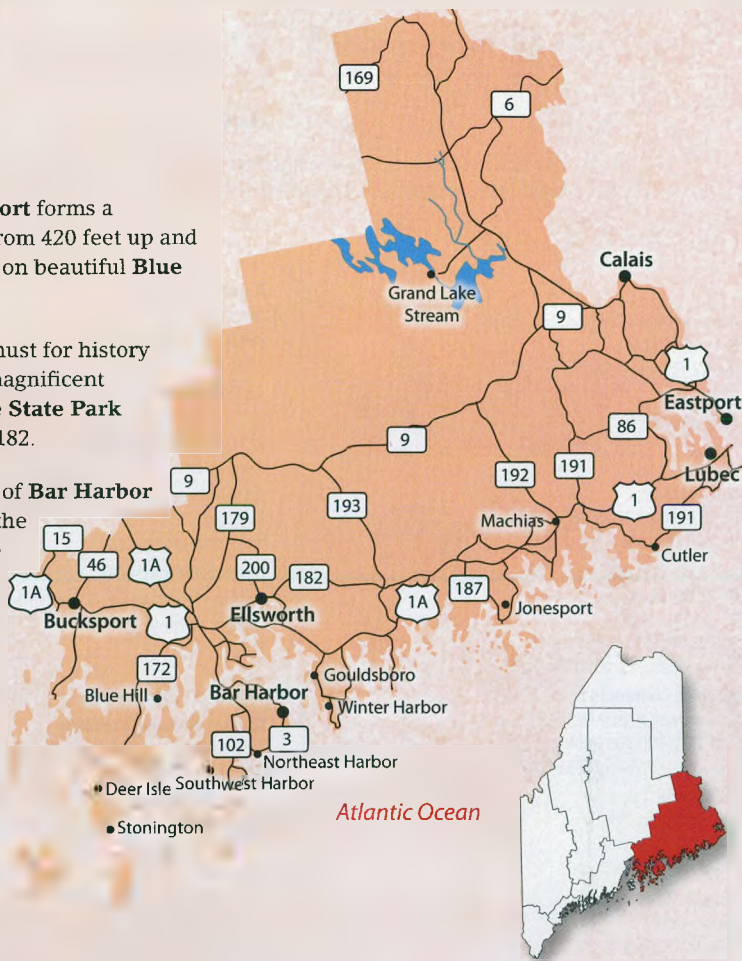 169
6
ort forms a
rom 420 feet up and
on beautiful Blue
Calais
Grand Lake
Stream
9
nust for history
nagnificent
State Park
182.
1
Eastport
86
9
of Bar Harbor
the
9
192
191
Lubec
193
179
1
191
Machias
15
46
1A
Cutler
200
182
1A
1A
187
Bucksport
1
Ellsworth
Jonesport
172
Gouldsboro
Blue Hill
Bar Harbor
Winter Harbor
102
3
Northeast Harbor
Deer Isle
Southwest Harbor
Atlantic Ocean
Stonington